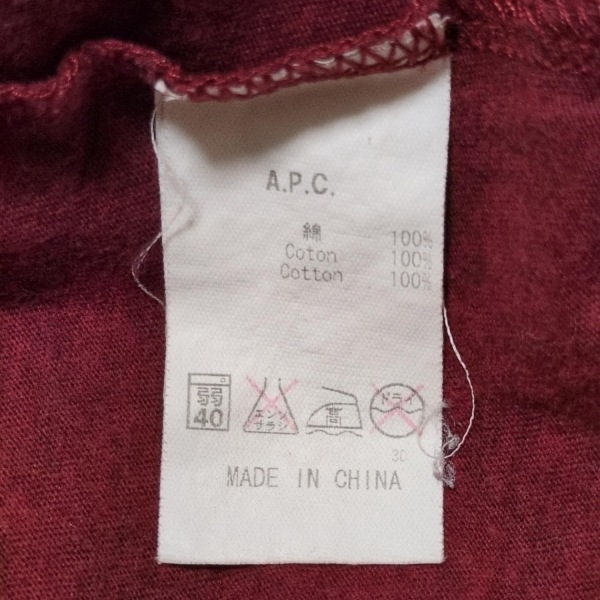 A.P.C.
綿 100%
Coton 100%
Cotton 100%
弱 40
エンソ サラシ
高
ドライ
30
MADE IN CHINA